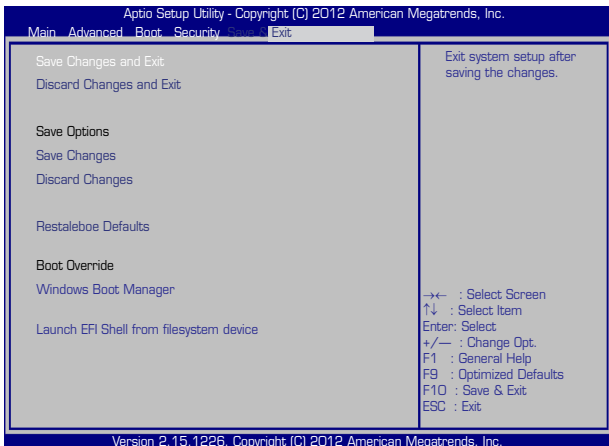 Aptio Setup Utility - Copyright (C) 2012 American Megatrends, Inc.
Main Advanced Boot Security Save & Exit
Save Changes and Exit
Discard Changes and Exit
Save Options
Save Changes
Discard Changes
Restaleboe Defaults
Boot Override
Windows Boot Manager
Launch EFI Shell from filesystem device
Exit system setup after
saving the changes.
→← : Select Screen
↑↓ : Select Item
Enter: Select
+/— : Change Opt.
F1 : General Help
F9 : Optimized Defaults
F10 : Save & Exit
ESC : Exit
Version 2.15.1226. Copyright (C) 2012 American Megatrends, Inc.